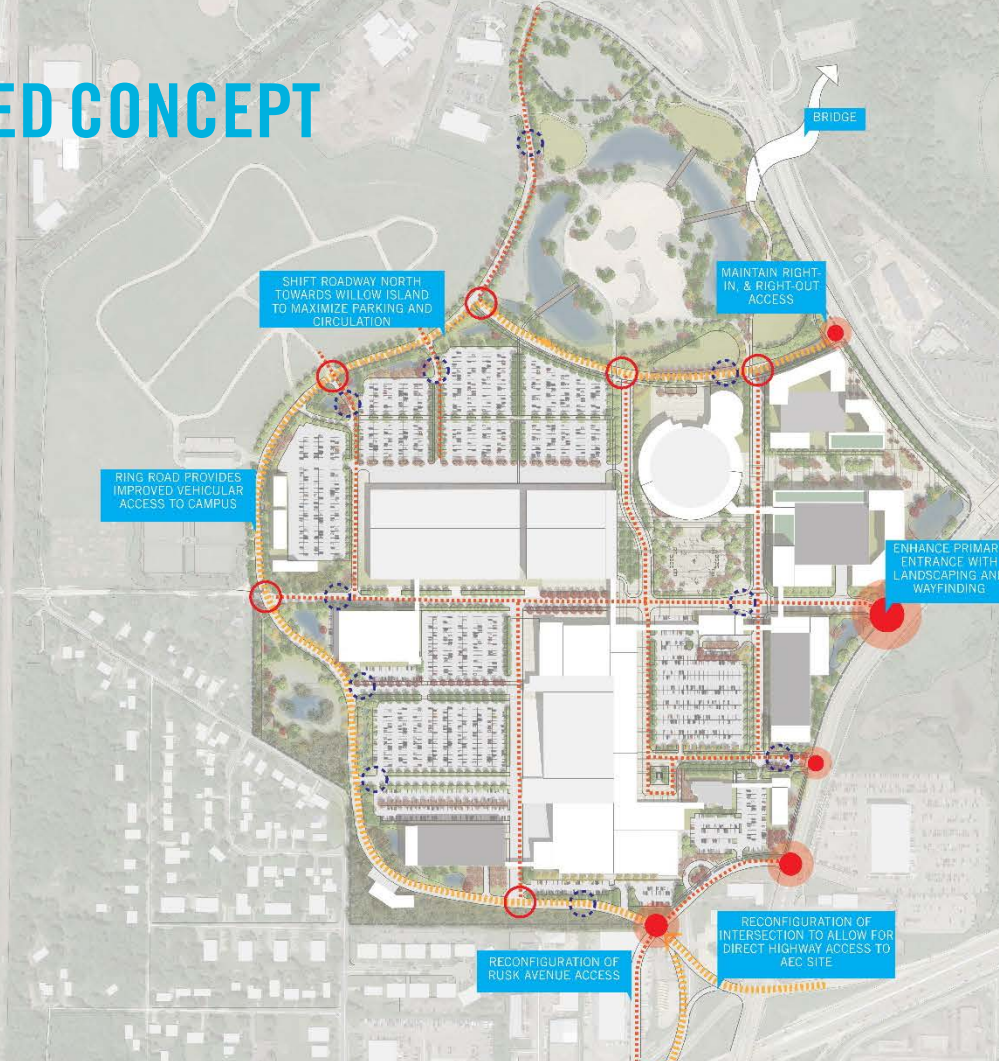 ED CONCEPT
BRIDGE
SHIFT ROADWAY NORTH
TOWARDS WILLOW ISLAND
TO MAXIMIZE PARKING AND
CIRCULATION
MAINTAIN RIGHT-
IN, & RIGHT-OUT
ACCESS
RING ROAD PROVIDES
IMPROVED VEHICULAR
ACCESS TO CAMPUS
ENHANCE PRIMAR
ENTRANCE WITH
LANDSCAPING AN
WAYFINDING
RECONFIGURATION OF
RUSK AVENUE ACCESS
RECONFIGURATION OF
INTERSECTION TO ALLOW FOR
DIRECT HIGHWAY ACCESS TO
AEC SITE